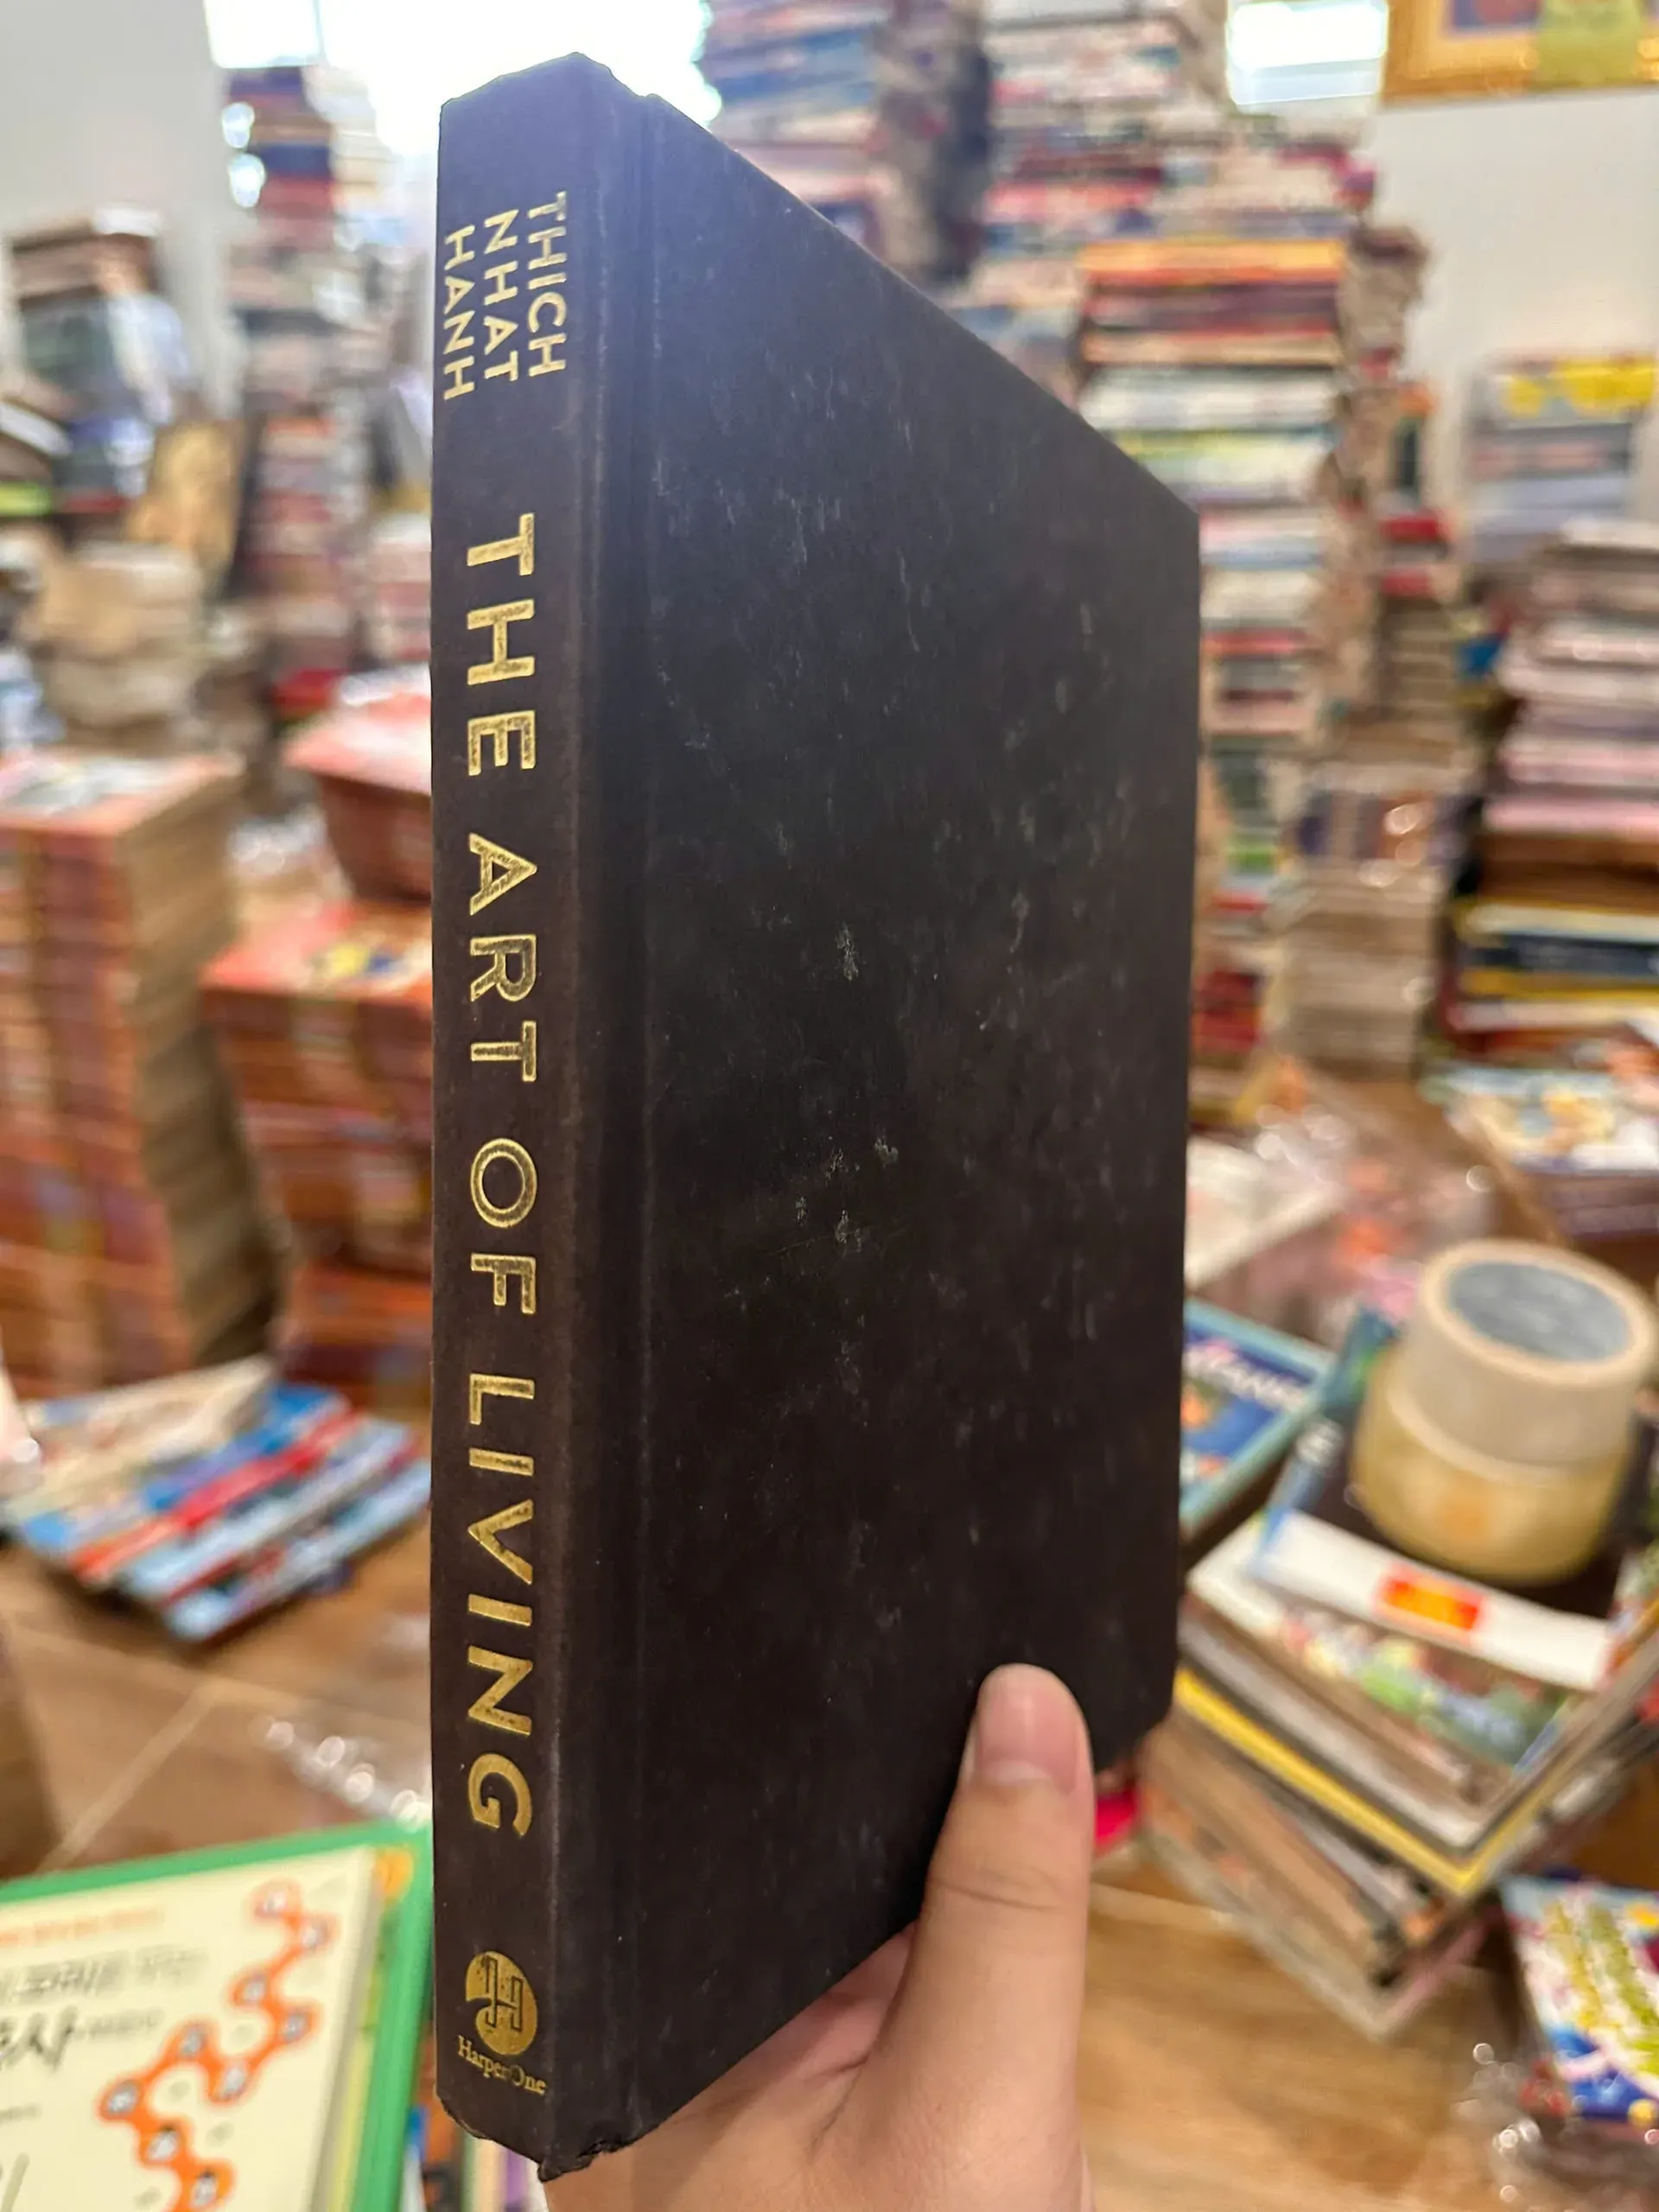 THICH
NHAT
HANH
THE ART OF LIVING
H
HarperOne